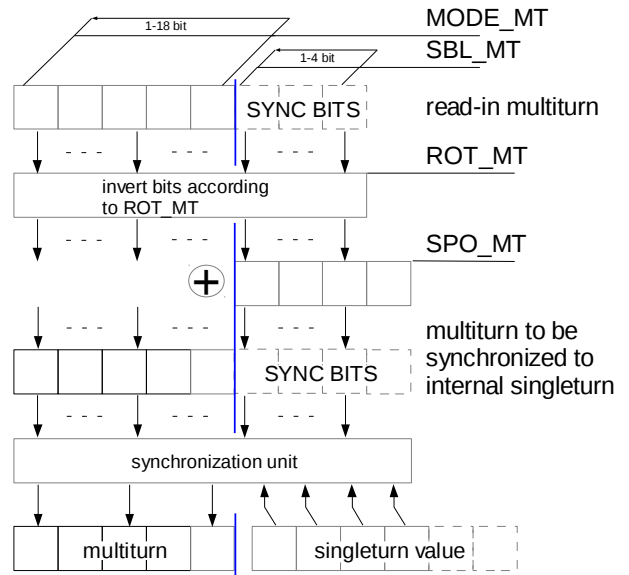 MODE_MT
1-18 bit
SBL_MT
1-4 bit
SYNC BITS
read-in multiturn
- - -
- - -
- - -
ROT_MT
invert bits according
to ROT_MT
- - -
- - -
- - -
SPO_MT
+
- - -
- - -
- - -
multiturn to be
synchronized to
internal singleturn
SYNC BITS
- - -
- - -
- - -
synchronization unit
multiturn
singleturn value